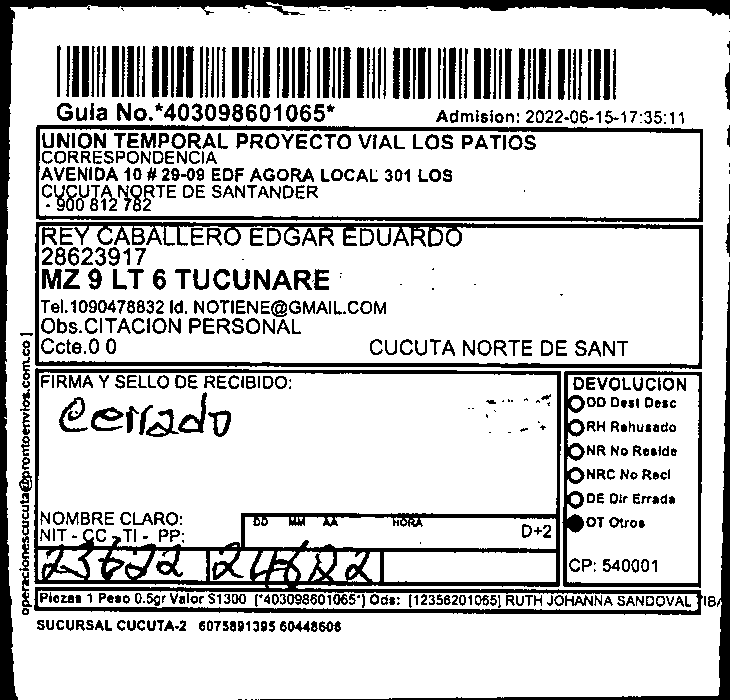 Guia No.*403098601065*
Admision: 2022-06-15-17:35:11
UNION TEMPORAL PROYECTO VIAL LOS PATIOS
CORRESPONDENCIA
AVENIDA 10 # 29-09 EDF AGORA LOCAL 301 LOS
CUCUTA NORTE DE SANTANDER
- 900 812 782
REY CABALLERO EDGAR EDUARDO
28623917
MZ 9 LT 6 TUCUNARE
Tel.1090478832 Id. NOTIENE@GMAIL.COM
Obs.CITACION PERSONAL
Ccte.0 0
CUCUTA NORTE DE SANT
operacionescucuta@prontoenvios.com.co]
FIRMA Y SELLO DE RECIBIDO:
Cerrado
NOMBRE CLARO:
NIT - CC - TI - PP:
DD MM AA HORA
D+2
23622 24622
DEVOLUCION
DD Dest Desc
RH Rehusado
NR No Reside
NRC No Recl
DE Dir Errada
OT Otros
CP: 540001
Piezas 1 Peso 0.5gr Valor $1300 [*403098601065*] Ods: [12356201065] RUTH JOHANNA SANDOVAL TIBA
SUCURSAL CUCUTA-2 6075891395 60448606